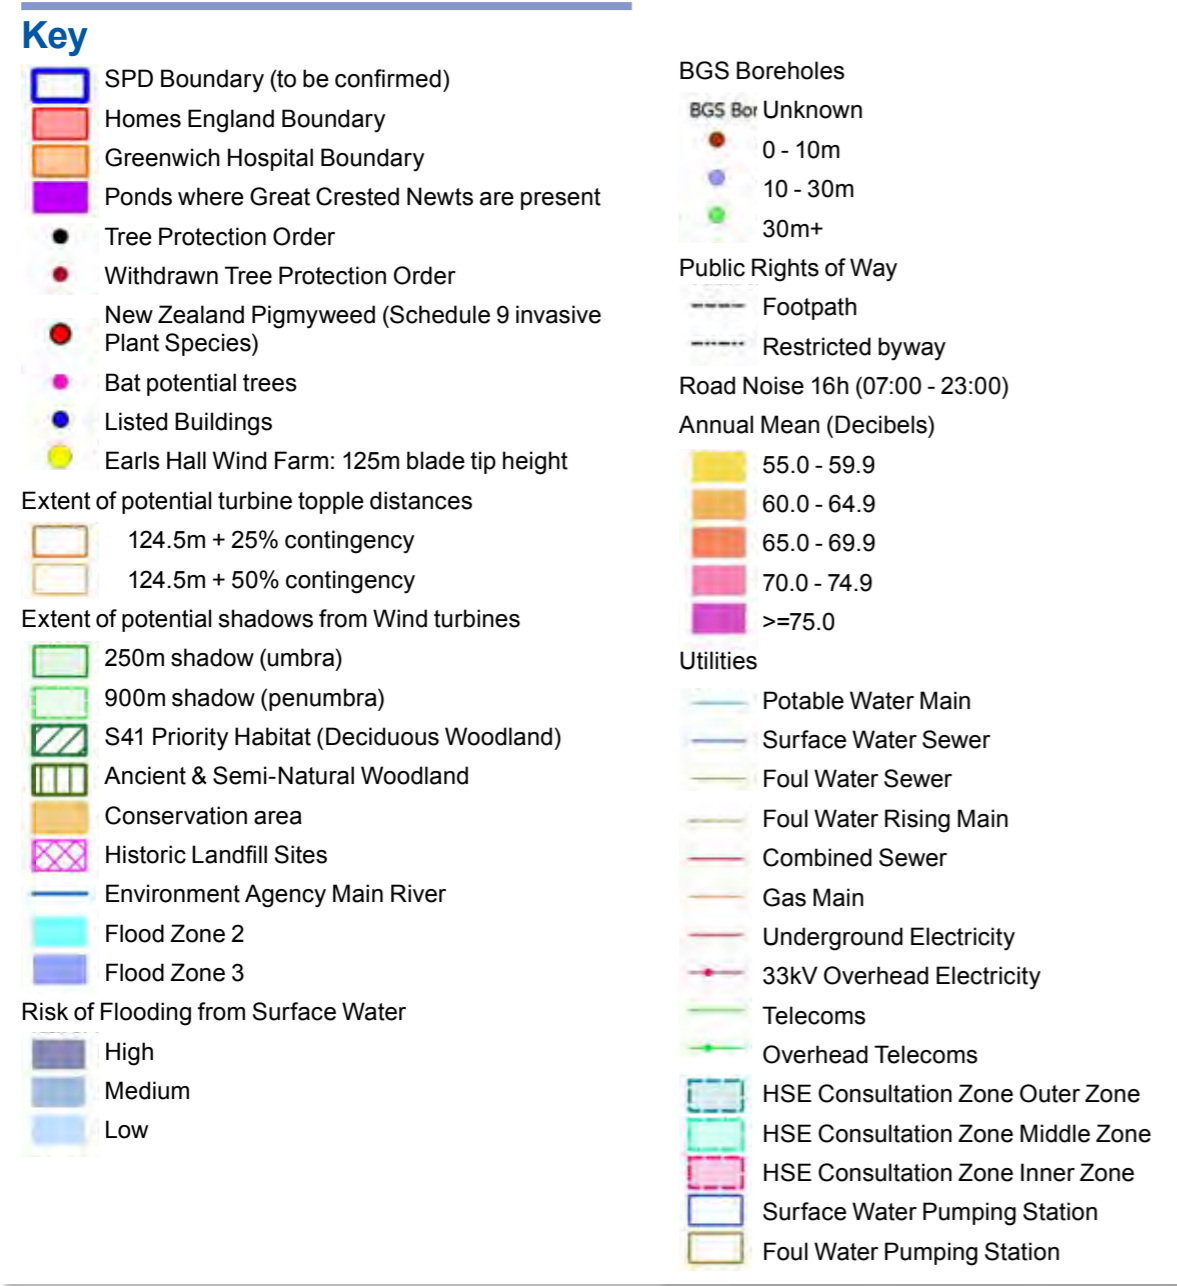 Key
SPD Boundary (to be confirmed)
Homes England Boundary
Greenwich Hospital Boundary
Ponds where Great Crested Newts are present
Tree Protection Order
Withdrawn Tree Protection Order
New Zealand Pigmyweed (Schedule 9 invasive
Plant Species)
Bat potential trees
Listed Buildings
Earls Hall Wind Farm: 125m blade tip height
Extent of potential turbine topple distances
124.5m + 25% contingency
124.5m + 50% contingency
Extent of potential shadows from Wind turbines
250m shadow (umbra)
900m shadow (penumbra)
S41 Priority Habitat (Deciduous Woodland)
Ancient & Semi-Natural Woodland
Conservation area
Historic Landfill Sites
Environment Agency Main River
Flood Zone 2
Flood Zone 3
Risk of Flooding from Surface Water
High
Medium
Low
BGS Boreholes
BGS Bor Unknown
0 - 10m
10 - 30m
30m+
Public Rights of Way
Footpath
Restricted byway
Road Noise 16h (07:00 - 23:00)
Annual Mean (Decibels)
55.0 - 59.9
60.0 - 64.9
65.0 - 69.9
70.0 - 74.9
>=75.0
Utilities
Potable Water Main
Surface Water Sewer
Foul Water Sewer
Foul Water Rising Main
Combined Sewer
Gas Main
Underground Electricity
33kV Overhead Electricity
Telecoms
Overhead Telecoms
HSE Consultation Zone Outer Zone
HSE Consultation Zone Middle Zone
HSE Consultation Zone Inner Zone
Surface Water Pumping Station
Foul Water Pumping Station